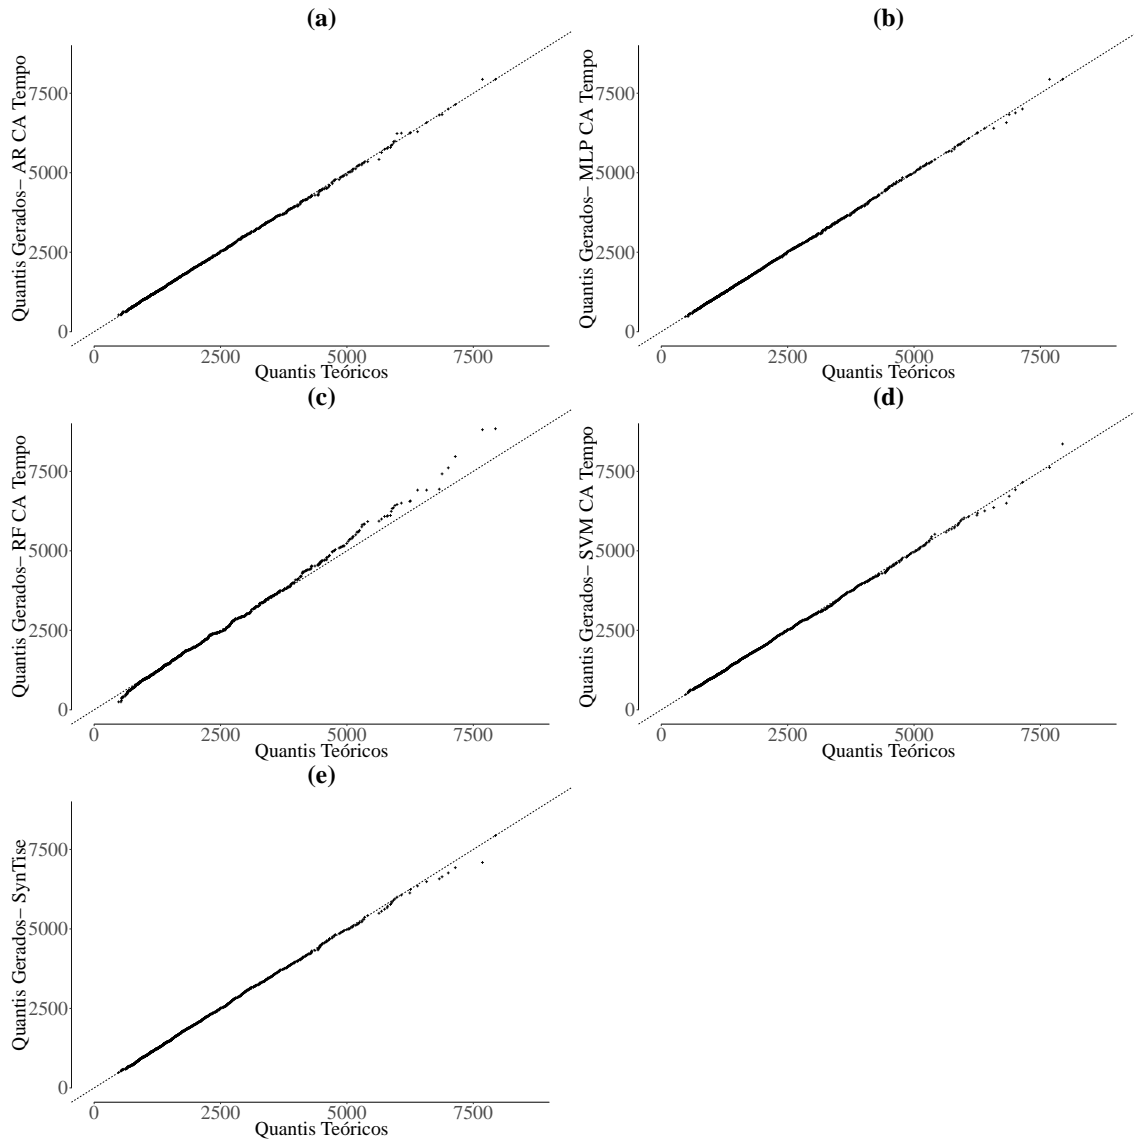 (a)
Quantis Gerados− AR CA Tempo
7500
5000
2500
0
0 2500 5000 7500
Quantis Teóricos
(b)
Quantis Gerados− MLP CA Tempo
7500
5000
2500
0
0 2500 5000 7500
Quantis Teóricos
(c)
Quantis Gerados− RF CA Tempo
7500
5000
2500
0
0 2500 5000 7500
Quantis Teóricos
(d)
Quantis Gerados− SVM CA Tempo
7500
5000
2500
0
0 2500 5000 7500
Quantis Teóricos
(e)
Quantis Gerados− SynTise
7500
5000
2500
0
0 2500 5000 7500
Quantis Teóricos